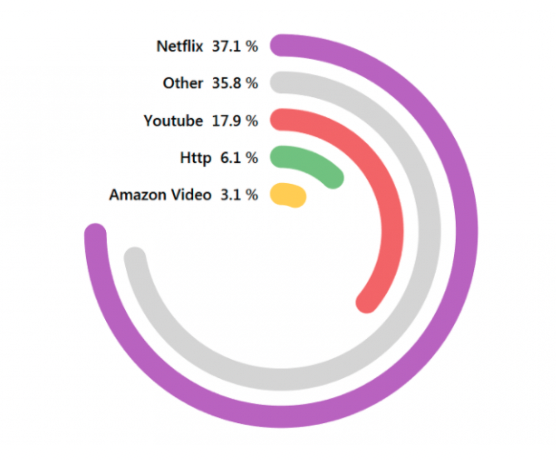 Netflix 37.1 %
Other 35.8 %
Youtube 17.9 %
Http 6.1 %
Amazon Video 3.1 %